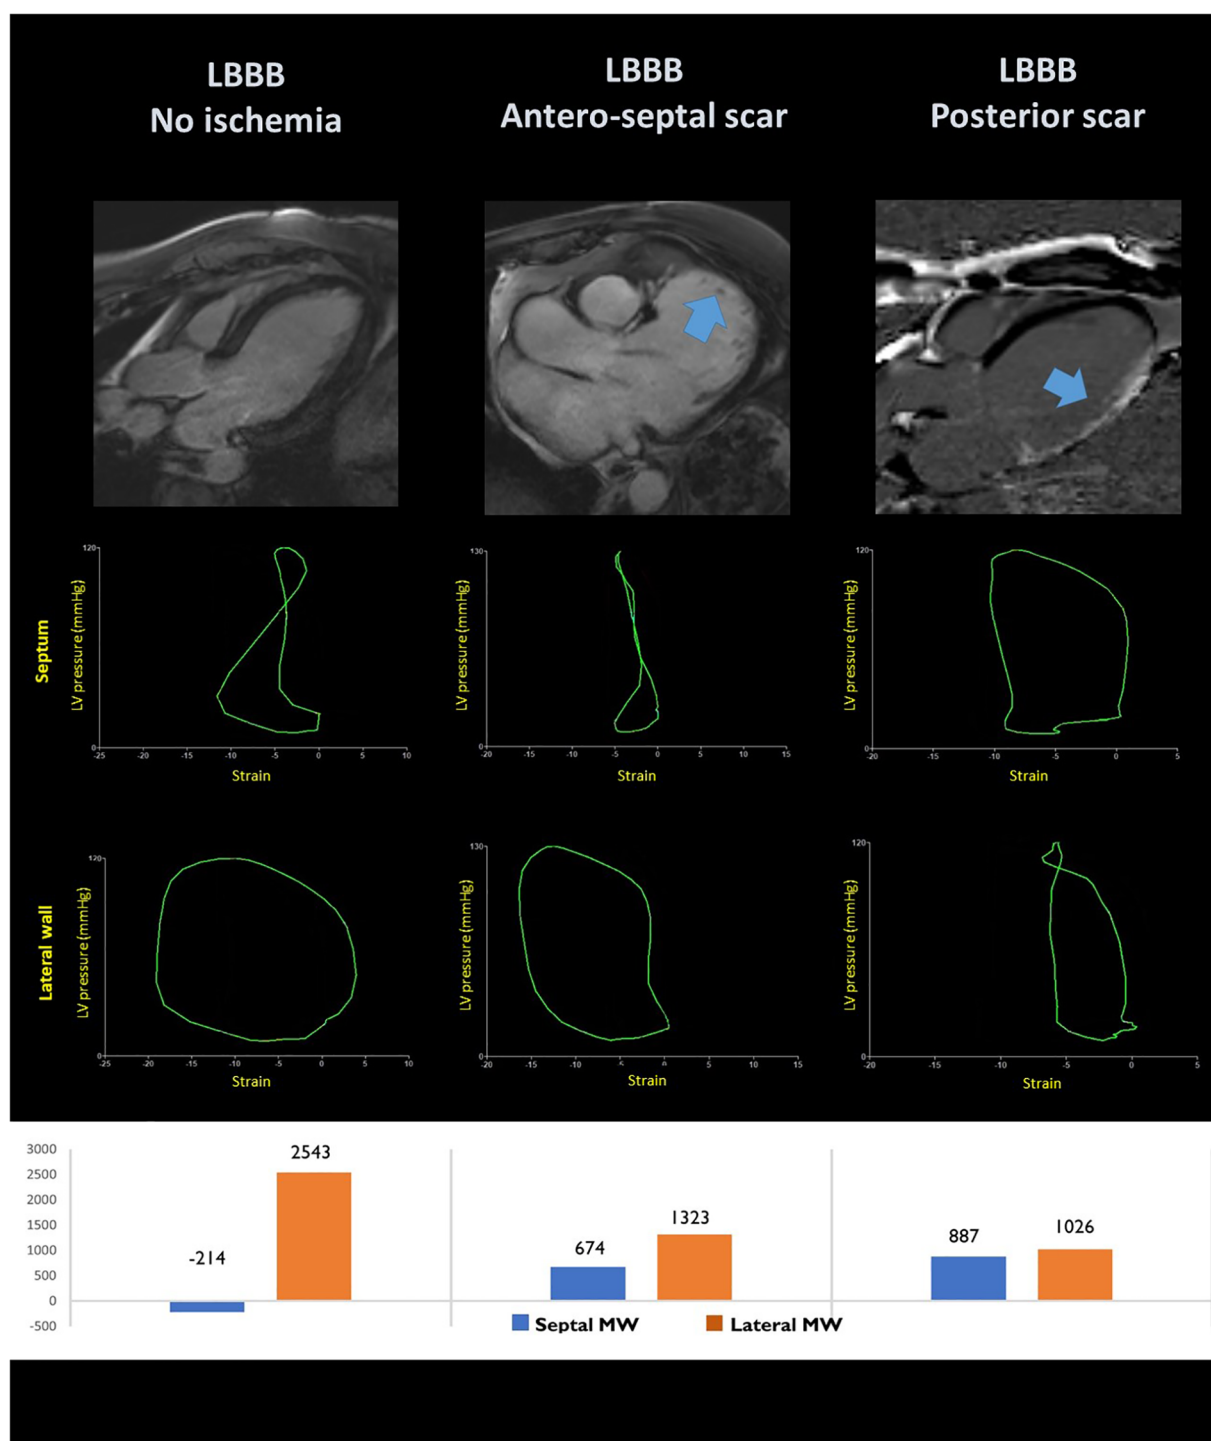 LBBB
No ischemia
LBBB
Antero-septal scar
LBBB
Posterior scar
Septum
LV pressure (mmHg)
120
0
-25 -20 -15 -10 -5 0 5 10
Strain
LV pressure (mmHg)
130
0
-20 -15 -10 -5 0 5 10 15
Strain
LV pressure (mmHg)
120
0
-20 -15 -10 -5 0 5
Strain
Lateral wall
LV pressure (mmHg)
120
0
-25 -20 -15 -10 -5 0 5 10
Strain
LV pressure (mmHg)
130
0
-20 -15 -10 -5 0 5 10 15
Strain
LV pressure (mmHg)
120
0
-20 -15 -10 -5 0 5
Strain
3000
2500
2000
1500
1000
500
0
-500
-214
2543
674
1323
887
1026
Septal MW
Lateral MW